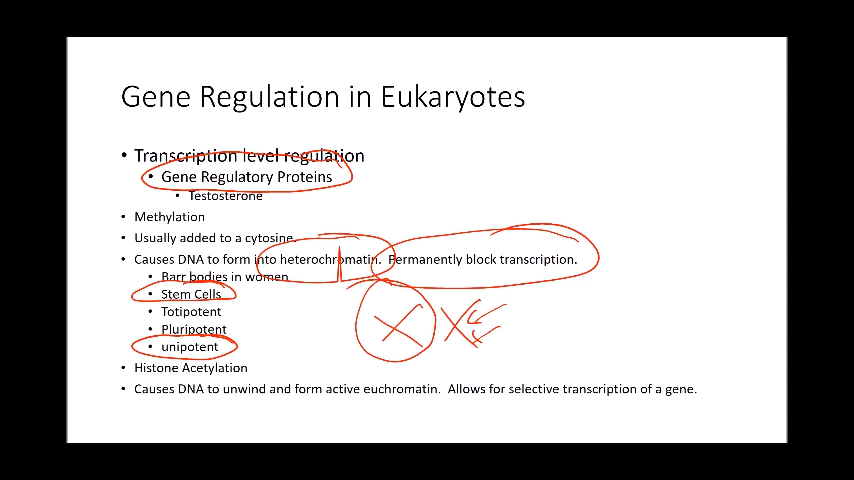 Gene Regulation in Eukaryotes
• Transcription level regulation
• Gene Regulatory Proteins
• Testosterone
• Methylation
• Usually added to a cytosine.
• Causes DNA to form into heterochromatin. Permanently block transcription.
• Barr bodies in women
• Stem Cells
• Totipotent
• Pluripotent
• unipotent
• Histone Acetylation
• Causes DNA to unwind and form active euchromatin. Allows for selective transcription of a gene.